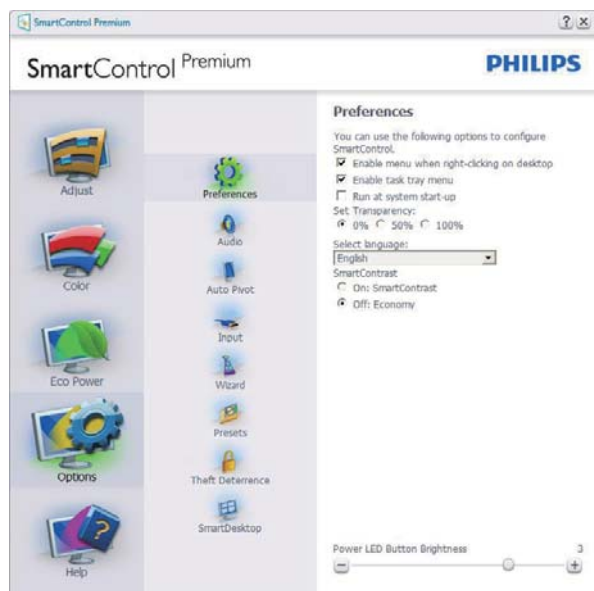 SmartControl Premium
SmartControl Premium
PHILIPS
Adjust
Color
Eco Power
Options
Help
Preferences
Audio
Auto Pivot
Input
Wizard
Presets
Theft Deterrence
SmartDesktop
Preferences
You can use the following options to configure
SmartControl.
Enable menu when right-clicking on desktop
Enable task tray menu
Run at system start-up
Set Transparency:
0% 50% 100%
Select language:
English
SmartContrast
On: SmartContrast
Off: Economy
Power LED Button Brightness 3